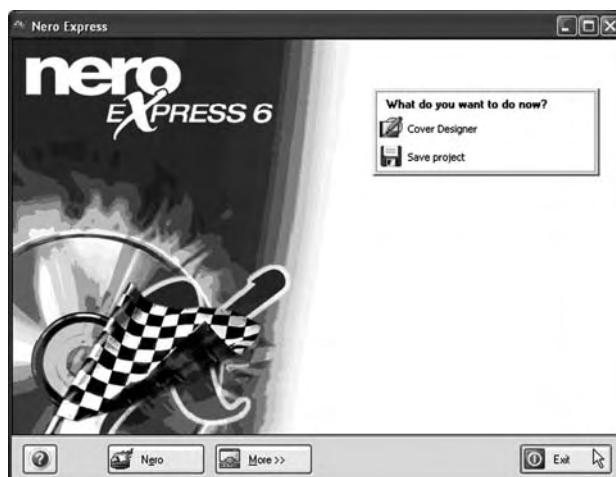 Nero Express
nero
EXPRESS 6
What do you want to do now?
Cover Designer
Save project
Nero
More >>
Exit